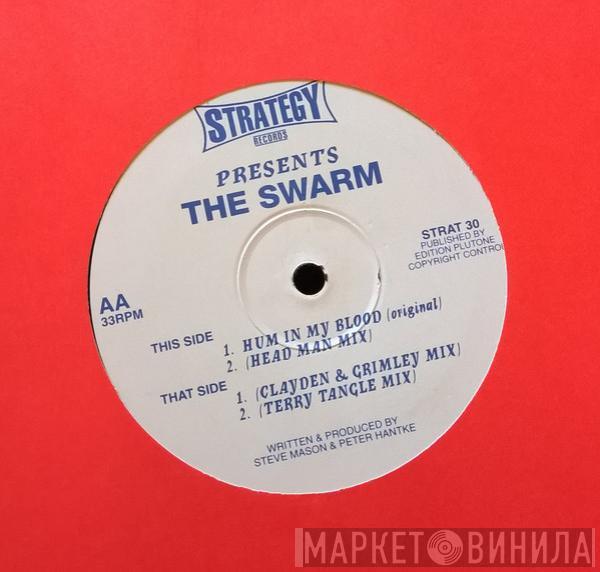 STRATEGY
RECORDS
PRESENTS
THE SWARM
STRAT 30
PUBLISHED BY
EDITION PLUTONE
COPYRIGHT CONTROL
AA
33RPM
THIS SIDE
1. HUM IN MY BLOOD (original)
2. (HEAD MAN MIX)
THAT SIDE
1. (CLAYDEN & GRIMLEY MIX)
2. (TERRY TANGLE MIX)
WRITTEN & PRODUCED BY
STEVE MASON & PETER HANTKE
МАРКЕТ ВИНИЛА